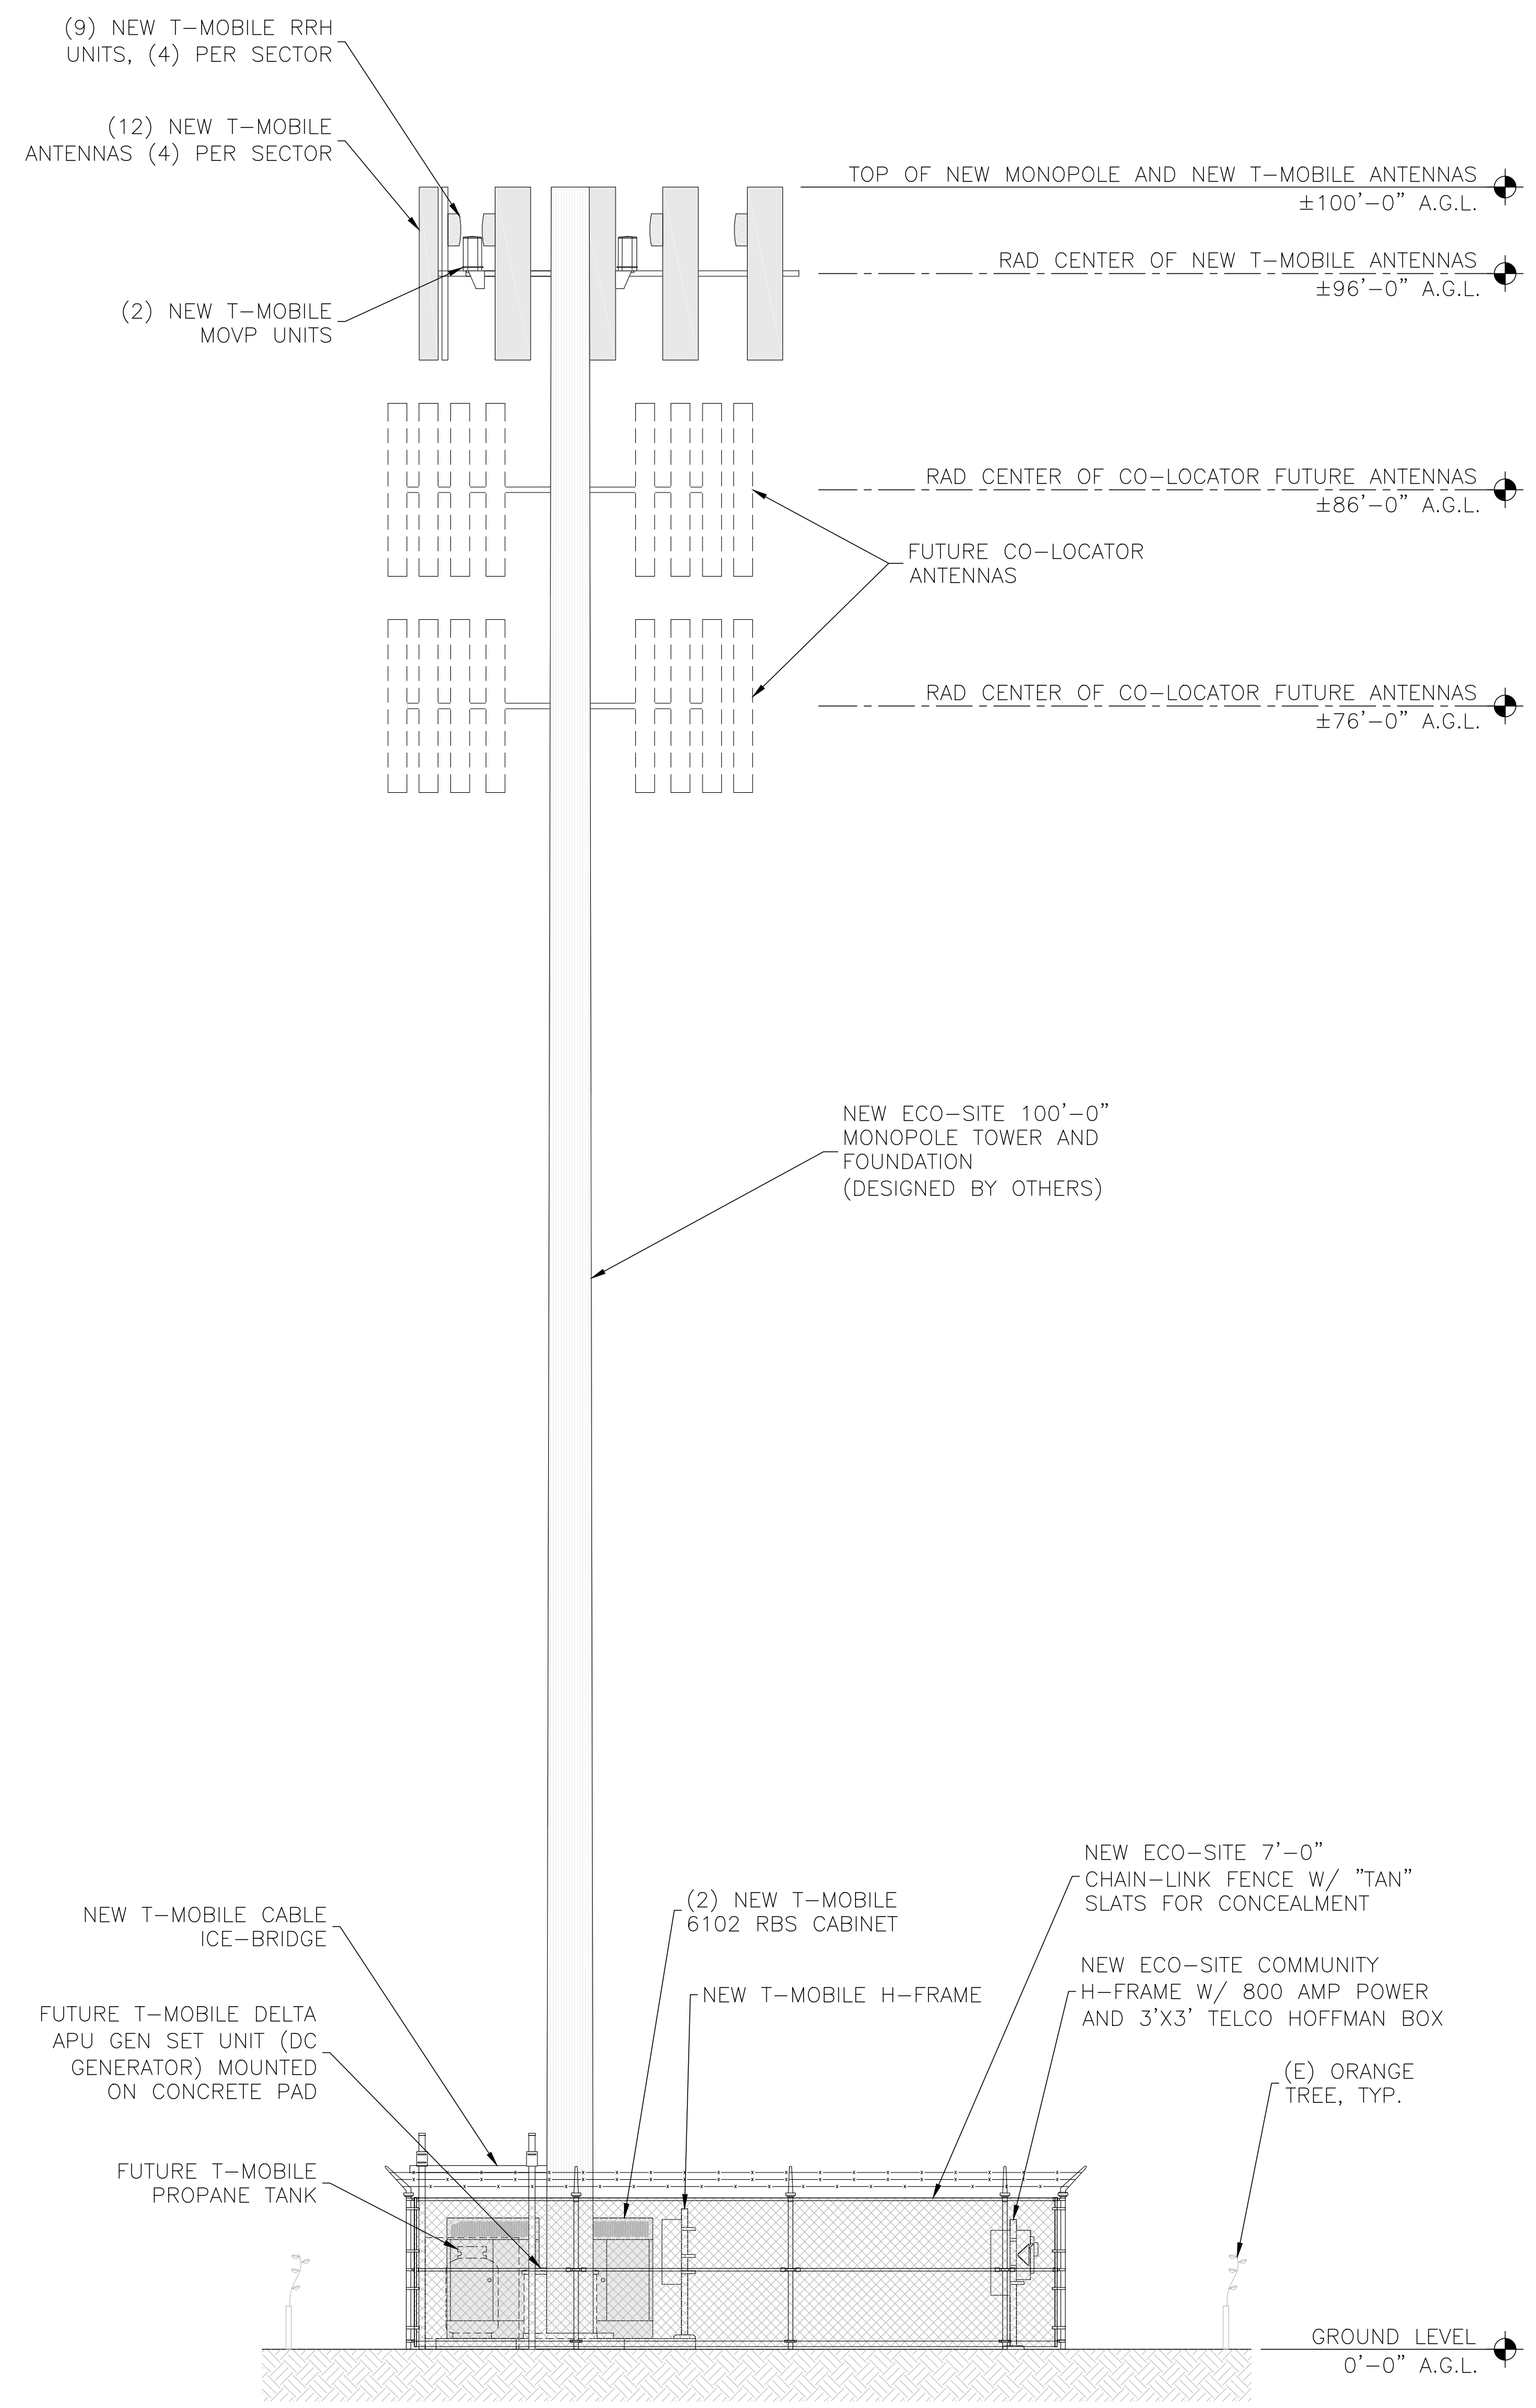 (9) NEW T-MOBILE RRH
UNITS, (4) PER SECTOR
(12) NEW T-MOBILE
ANTENNAS (4) PER SECTOR
TOP OF NEW MONOPOLE AND NEW T-MOBILE ANTENNAS
±100'-0" A.G.L.
RAD CENTER OF NEW T-MOBILE ANTENNAS
±96'-0" A.G.L.
(2) NEW T-MOBILE
MOVP UNITS
RAD CENTER OF CO-LOCATOR FUTURE ANTENNAS
±86'-0" A.G.L.
FUTURE CO-LOCATOR
ANTENNAS
RAD CENTER OF CO-LOCATOR FUTURE ANTENNAS
±76'-0" A.G.L.
NEW ECO-SITE 100'-0"
MONOPOLE TOWER AND
FOUNDATION
(DESIGNED BY OTHERS)
NEW ECO-SITE 7'-0"
CHAIN-LINK FENCE W/ "TAN"
SLATS FOR CONCEALMENT
(2) NEW T-MOBILE
6102 RBS CABINET
NEW T-MOBILE CABLE
ICE-BRIDGE
NEW ECO-SITE COMMUNITY
H-FRAME W/ 800 AMP POWER
AND 3'X3' TELCO HOFFMAN BOX
NEW T-MOBILE H-FRAME
FUTURE T-MOBILE DELTA
APU GEN SET UNIT (DC
GENERATOR) MOUNTED
ON CONCRETE PAD
(E) ORANGE
TREE, TYP.
FUTURE T-MOBILE
PROPANE TANK
GROUND LEVEL
0'-0" A.G.L.